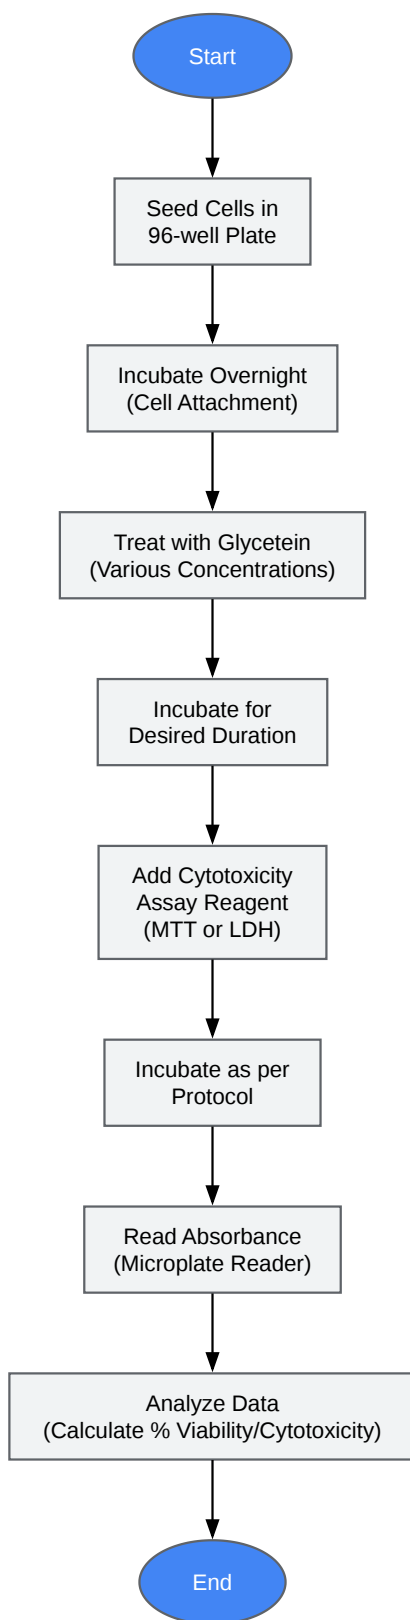 Start
Seed Cells in
96-well Plate
Incubate Overnight
(Cell Attachment)
Treat with Glycetein
(Various Concentrations)
Incubate for
Desired Duration
Add Cytotoxicity
Assay Reagent
(MTT or LDH)
Incubate as per
Protocol
Read Absorbance
(Microplate Reader)
Analyze Data
(Calculate % Viability/Cytotoxicity)
End